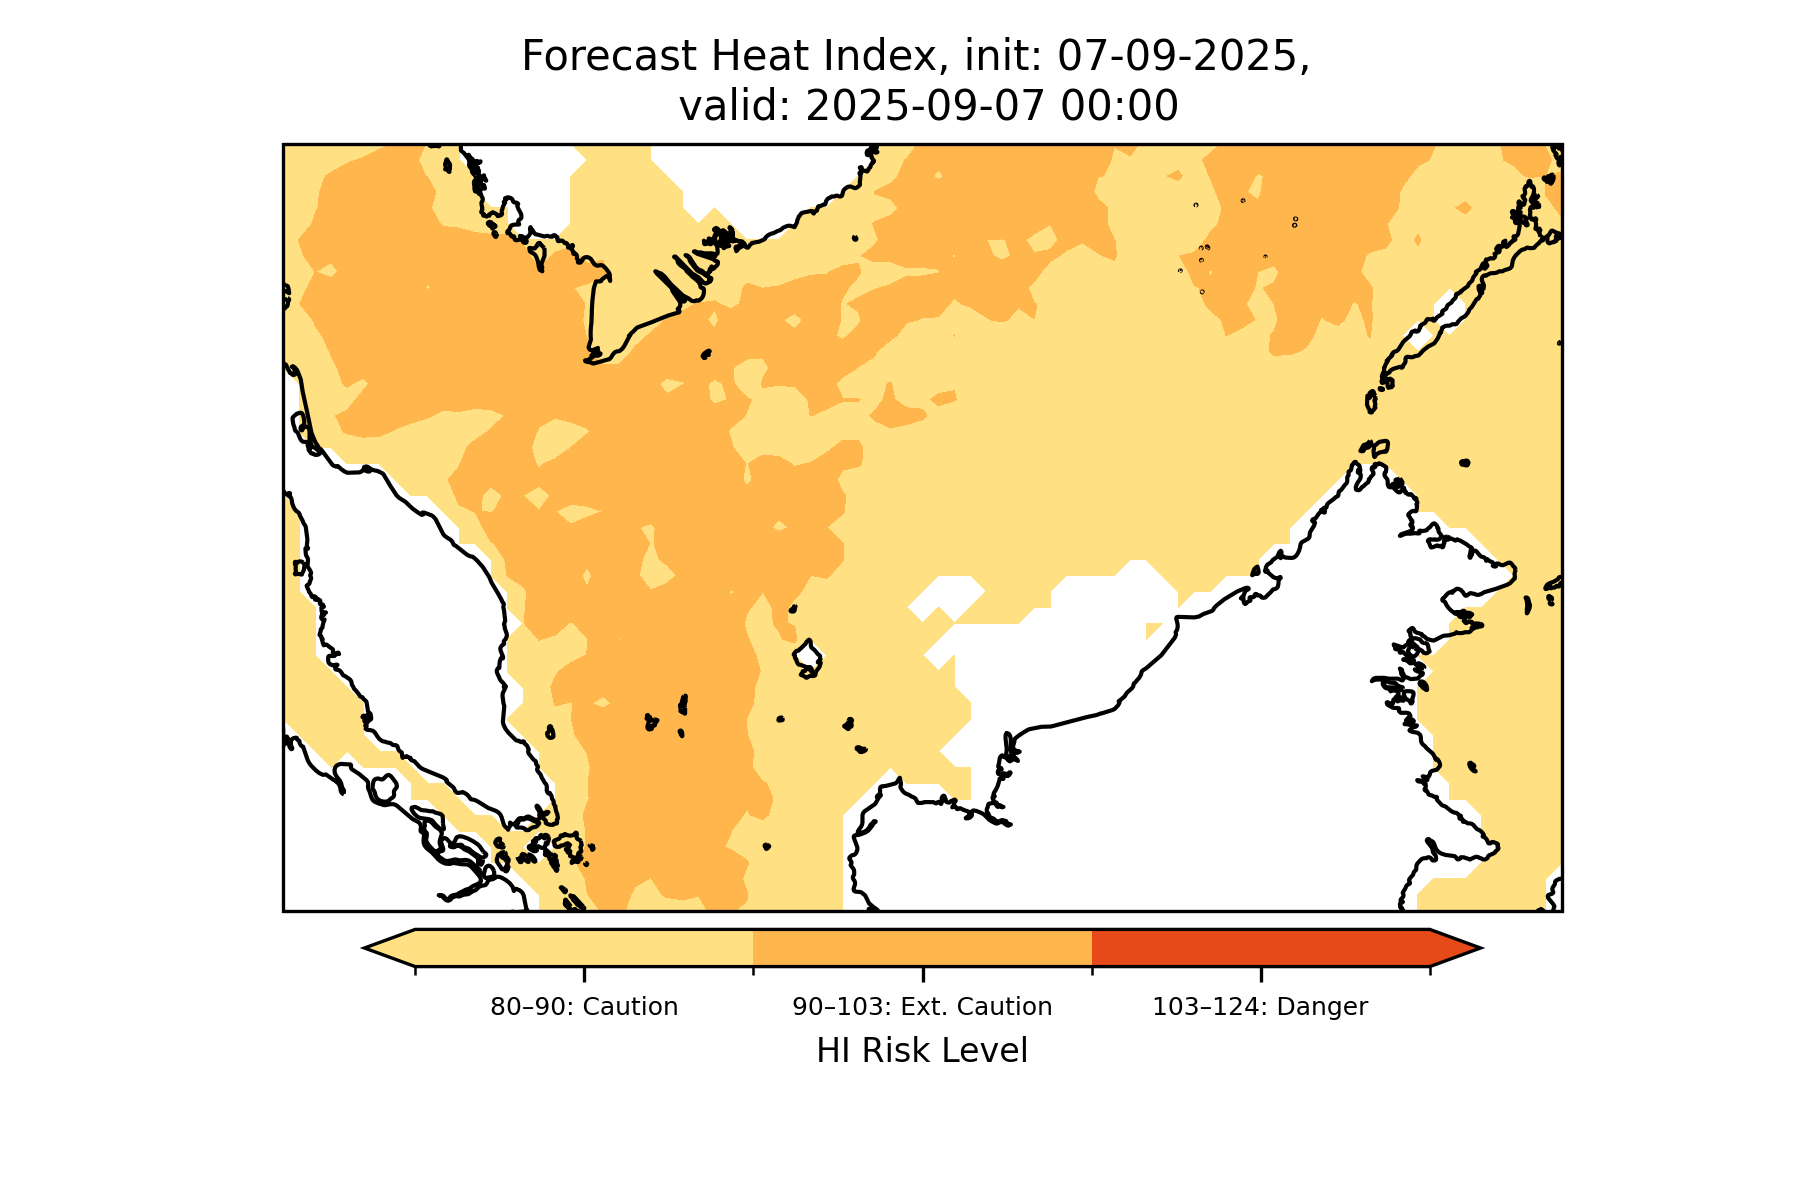 Forecast Heat Index, init: 07-09-2025,
valid: 2025-09-07 00:00
80–90: Caution
90–103: Ext. Caution
103–124: Danger
HI Risk Level